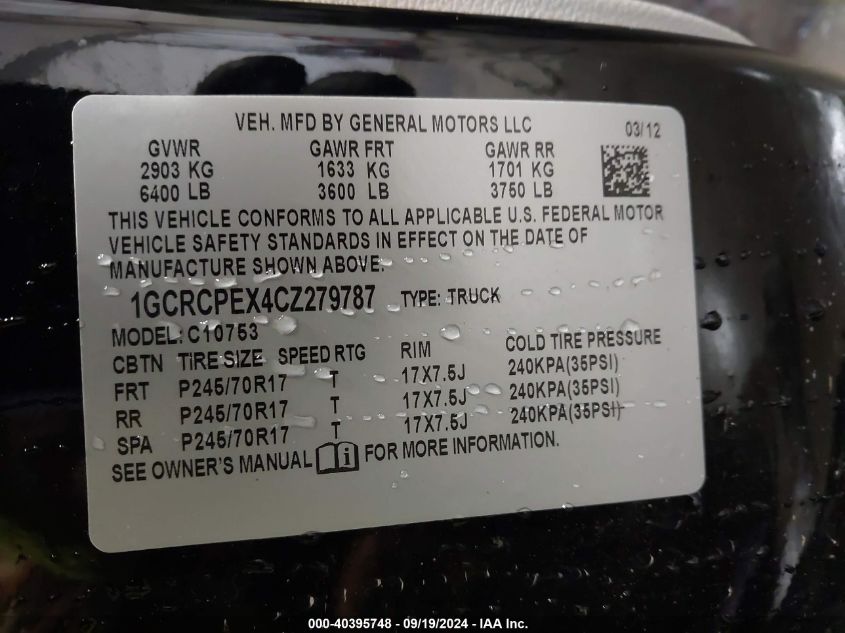 VEH. MFD BY GENERAL MOTORS LLC 03/12
GVWR GAWR FRT GAWR RR
2903 KG 1633 KG 1701 KG
6400 LB 3600 LB 3750 LB
THIS VEHICLE CONFORMS TO ALL APPLICABLE U.S. FEDERAL MOTOR
VEHICLE SAFETY STANDARDS IN EFFECT ON THE DATE OF
MANUFACTURE SHOWN ABOVE.
1GCRCPEX4CZ279787 TYPE: TRUCK
MODEL: C10753
CBTN TIRE SIZE SPEED RTG RIM COLD TIRE PRESSURE
FRT P245/70R17 T 17X7.5J 240KPA(35PSI)
RR P245/70R17 T 17X7.5J 240KPA(35PSI)
SPA P245/70R17 T 17X7.5J 240KPA(35PSI)
SEE OWNER'S MANUAL i FOR MORE INFORMATION.
000-40395748 - 09/19/2024 - IAA Inc.